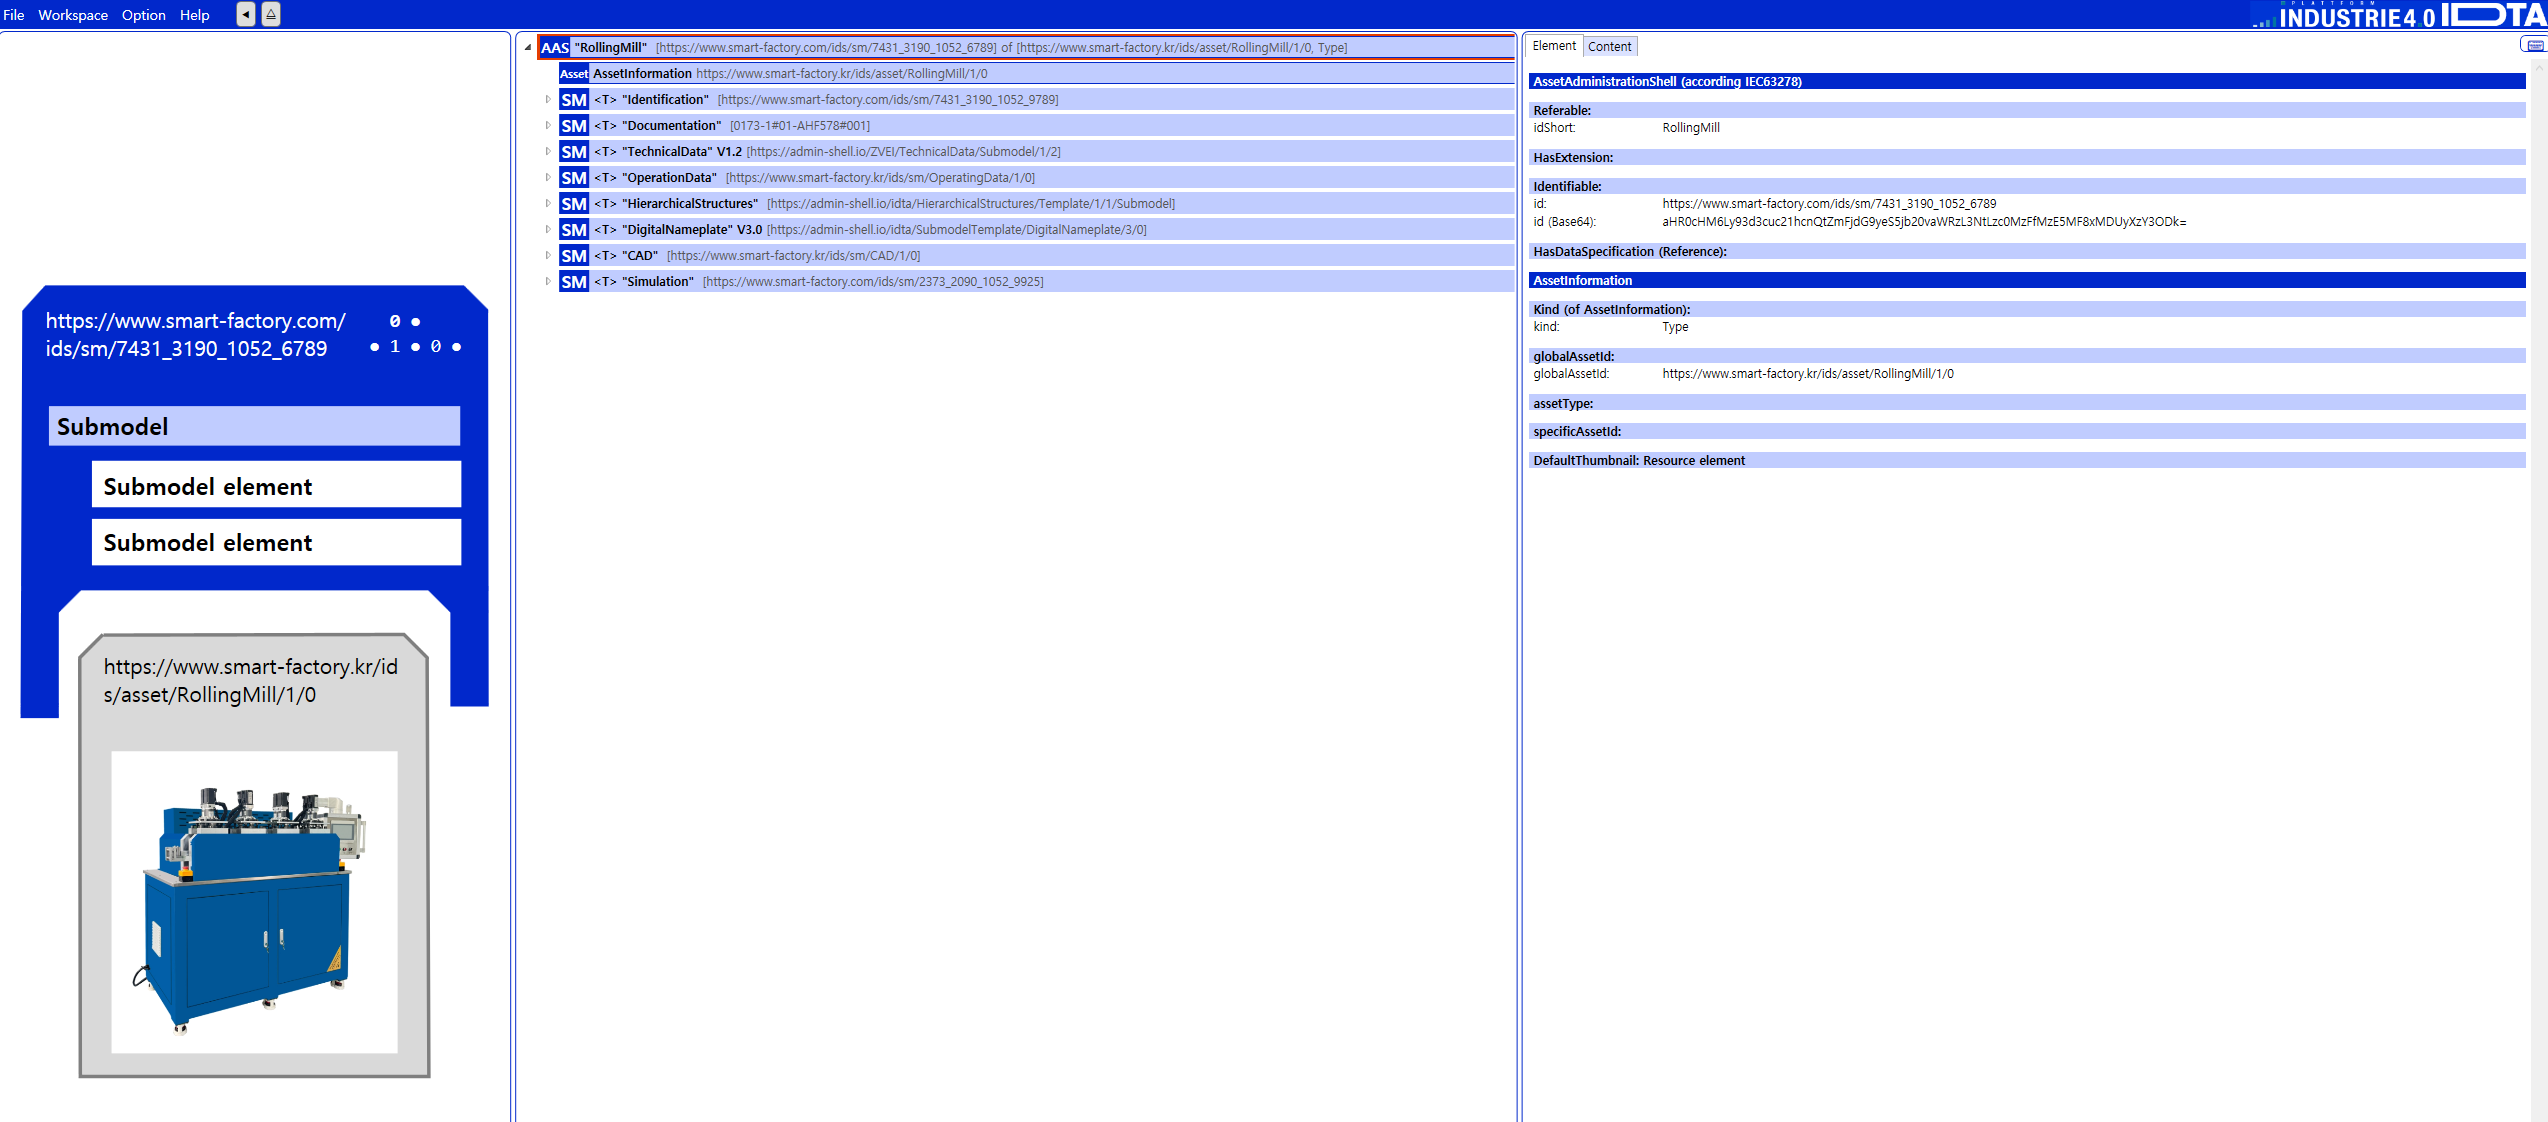 File Workspace Option Help
PLATTFORM
INDUSTRIE4.0 IDTA
https://www.smart-factory.com/
ids/sm/7431_3190_1052_6789
0
1 0
Submodel
Submodel element
Submodel element
https://www.smart-factory.kr/id
s/asset/RollingMill/1/0
AAS "RollingMill" [https://www.smart-factory.com/ids/sm/7431_3190_1052_6789] of [https://www.smart-factory.kr/ids/asset/RollingMill/1/0, Type]
Asset AssetInformation https://www.smart-factory.kr/ids/asset/RollingMill/1/0
SM <T> "Identification" [https://www.smart-factory.com/ids/sm/7431_3190_1052_9789]
SM <T> "Documentation" [0173-1#01-AHF578#001]
SM <T> "TechnicalData" V1.2 [https://admin-shell.io/ZVEI/TechnicalData/Submodel/1/2]
SM <T> "OperationData" [https://www.smart-factory.kr/ids/sm/OperatingData/1/0]
SM <T> "HierarchicalStructures" [https://admin-shell.io/idta/HierarchicalStructures/Template/1/1/Submodel]
SM <T> "DigitalNameplate" V3.0 [https://admin-shell.io/idta/SubmodelTemplate/DigitalNameplate/3/0]
SM <T> "CAD" [https://www.smart-factory.kr/ids/sm/CAD/1/0]
SM <T> "Simulation" [https://www.smart-factory.com/ids/sm/2373_2090_1052_9925]
Element Content
AssetAdministrationShell (according IEC63278)
Referable:
idShort: RollingMill
HasExtension:
Identifiable:
id: https://www.smart-factory.com/ids/sm/7431_3190_1052_6789
id (Base64): aHR0cHM6Ly93d3cuc21hcnQtZmFjdG9yeS5jb20vaWRzL3NtLzc0MzFfMzE5MF8xMDUyXzY3ODk=
HasDataSpecification (Reference):
AssetInformation
Kind (of AssetInformation):
kind: Type
globalAssetId:
globalAssetId: https://www.smart-factory.kr/ids/asset/RollingMill/1/0
assetType:
specificAssetId:
DefaultThumbnail: Resource element